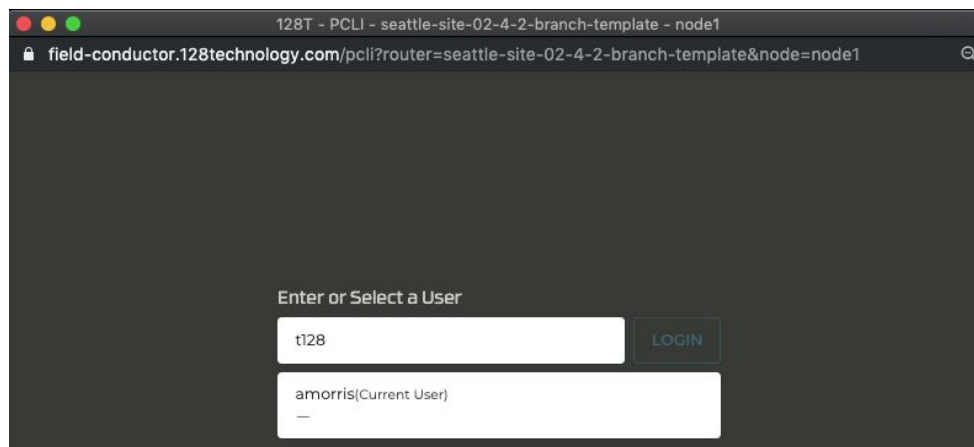 128T - PCLI - seattle-site-02-4-2-branch-template - node1
field-conductor.128technology.com/pcli?router=seattle-site-02-4-2-branch-template&node=node1
Enter or Select a User
t128
LOGIN
amorris(Current User)
—